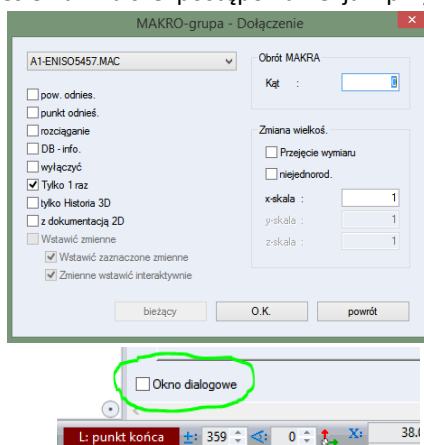 MAKRO-grupa - Dołączenie
A1-ENISO5457.MAC
pow. odnies.
punkt odnieś.
rozciąganie
DB - info.
wyłączyć
Tylko 1 raz
tylko Historia 3D
z dokumentacją 2D
Wstawić zmienne
Wstawić zaznaczone zmienne
Zmienne wstawić interaktywnie
Obrót MAKRA
Kąt :
Zmiana wielkoś.
Przejęcie wymiaru
niejednorod.
x-skala : 1
y-skala : 1
z-skala : 1
bieżący O.K. powrót
Okno dialogowe
L: punkt końca ±: 359 0 X: 38.